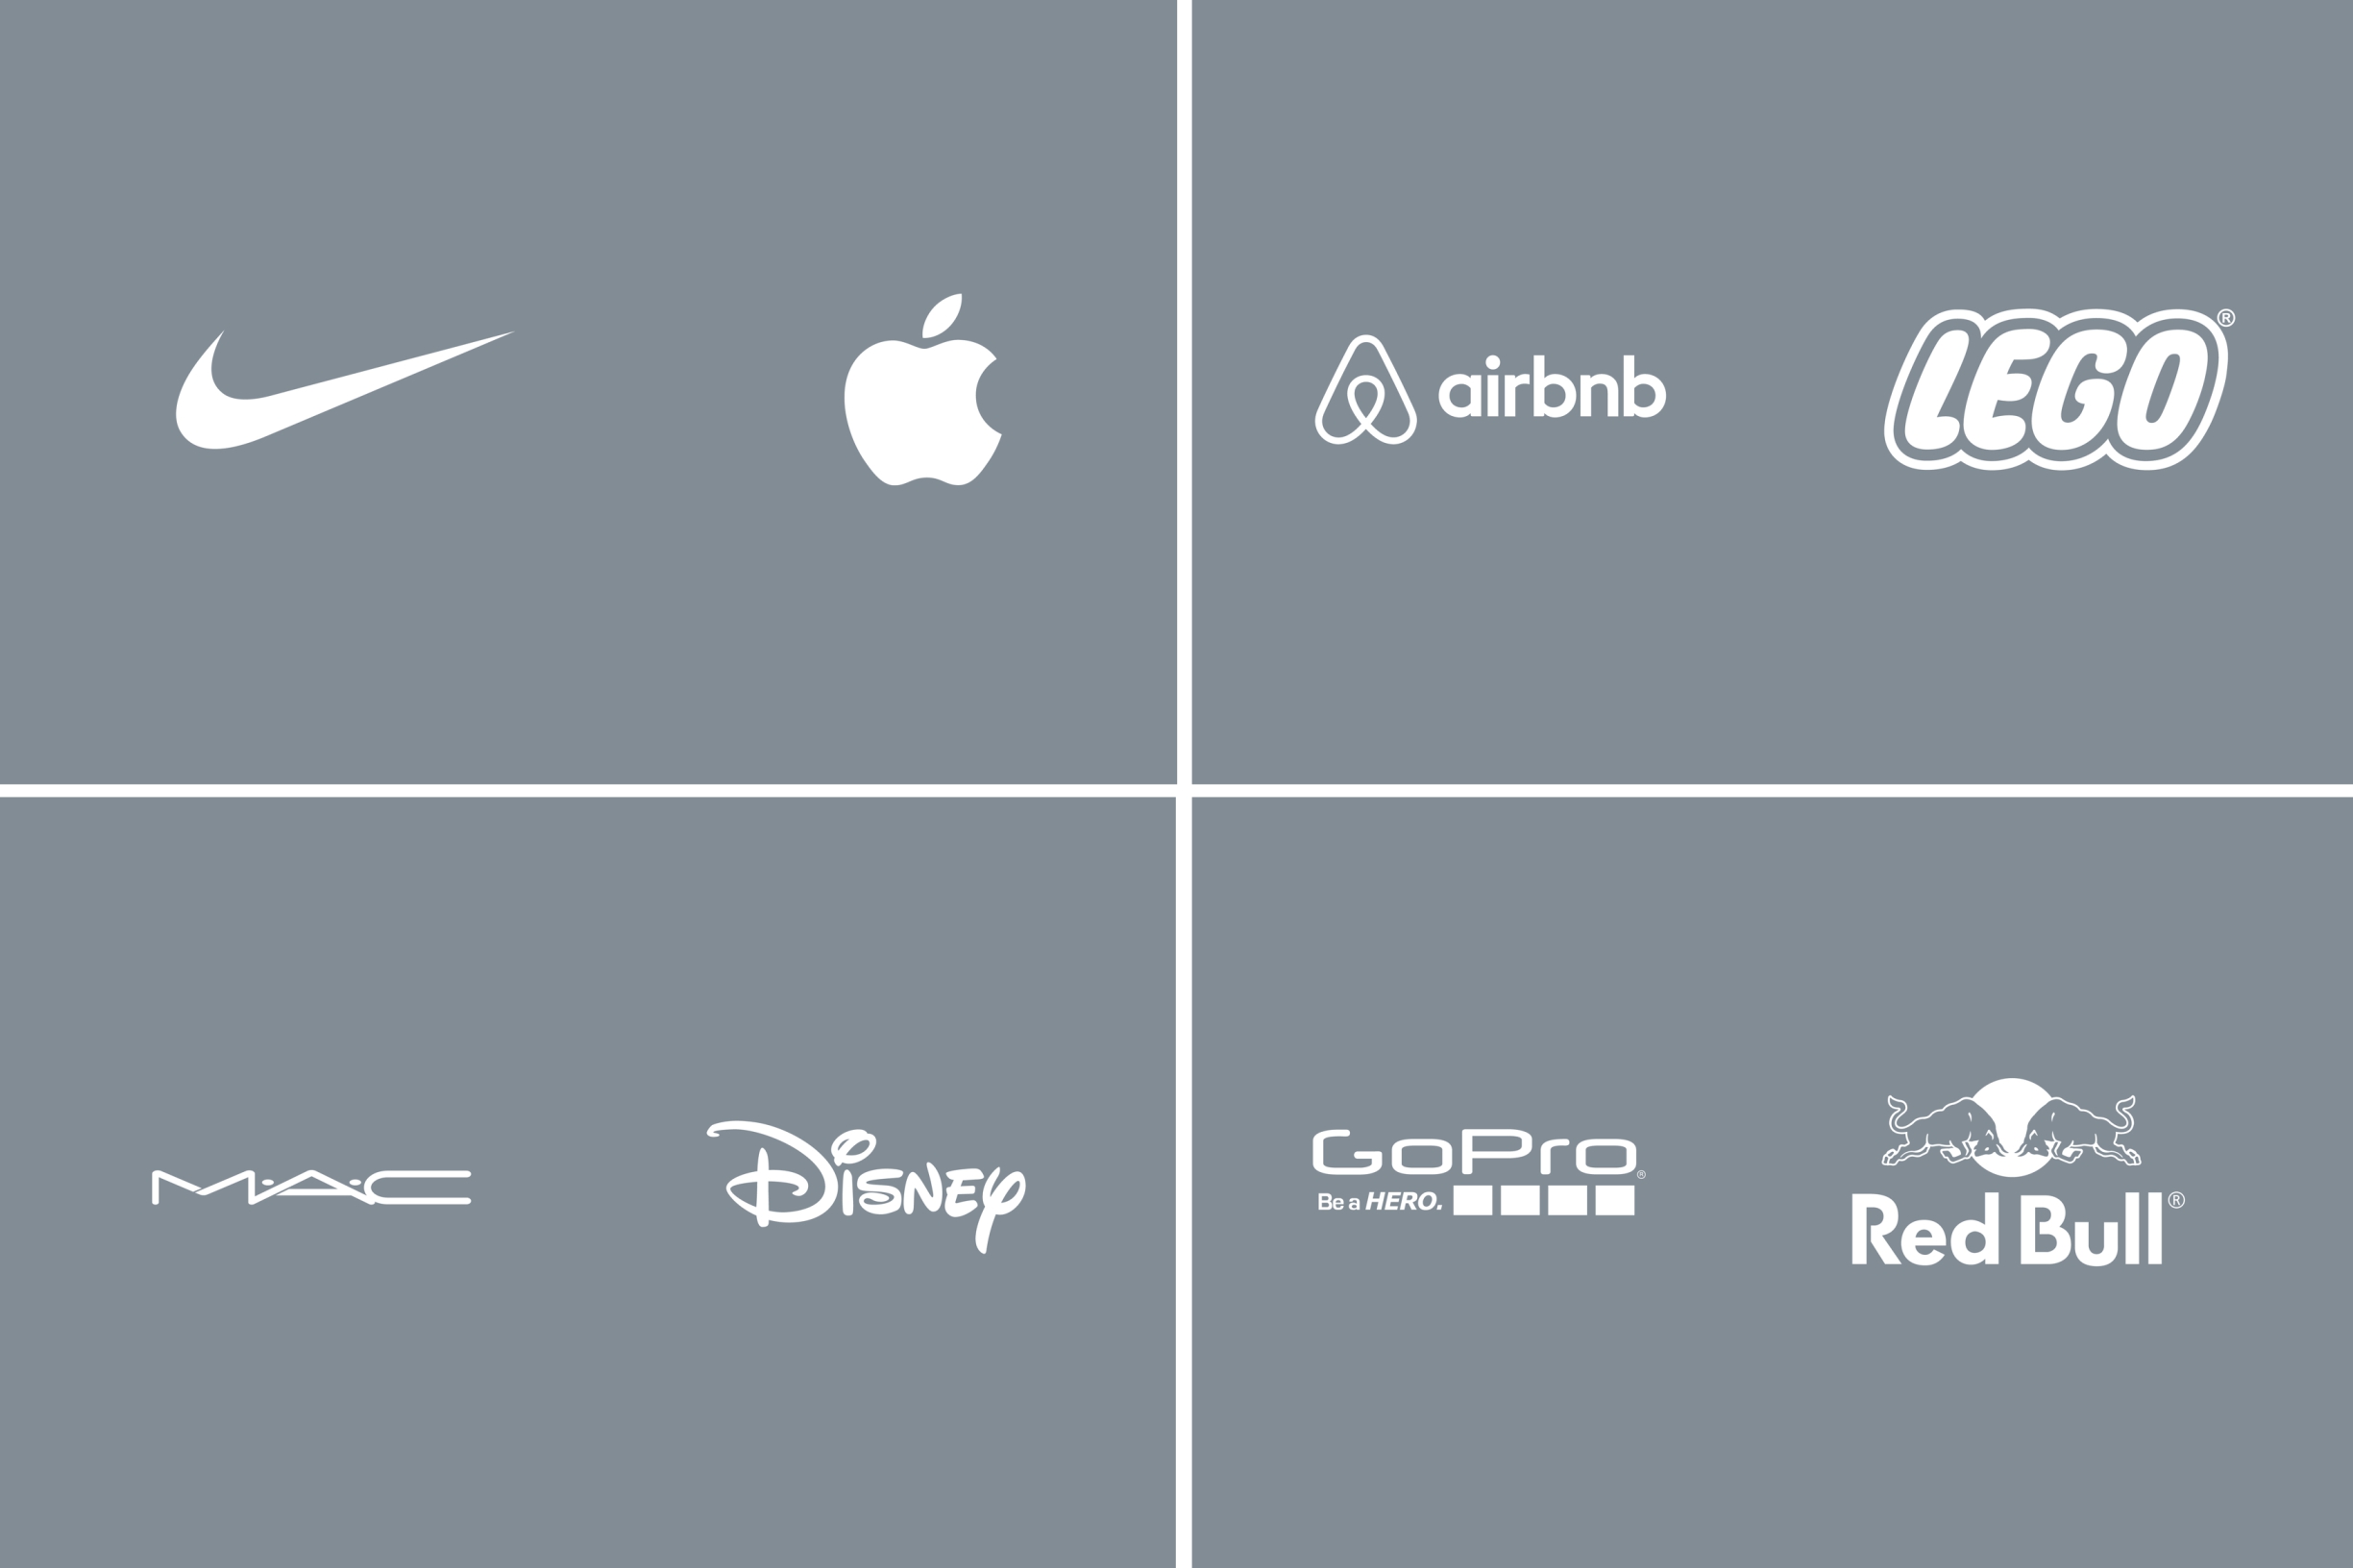 airbnb
LEGO®
M·A·C
Disney
GoPro®
Be a HERO.
Red Bull®